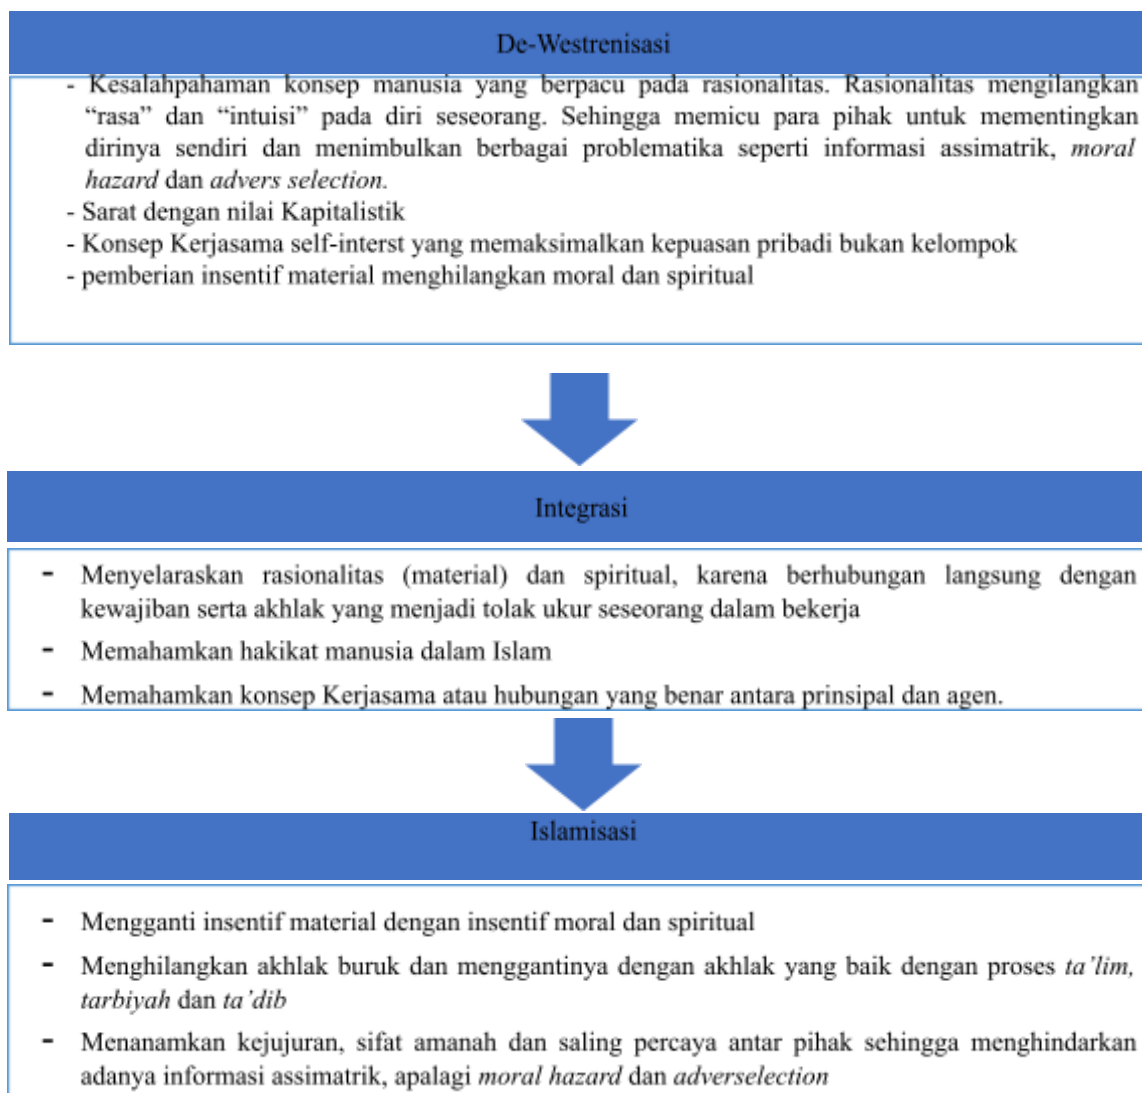 De-Westrenisasi
- Kesalahpahaman konsep manusia yang berpacu pada rasionalitas. Rasionalitas mengilangkan
“rasa” dan “intuisi” pada diri seseorang. Sehingga memicu para pihak untuk mementingkan
dirinya sendiri dan menimbulkan berbagai problematika seperti informasi assimatrik, moral
hazard dan advers selection.
- Sarat dengan nilai Kapitalistik
- Konsep Kerjasama self-interst yang memaksimalkan kepuasan pribadi bukan kelompok
- pemberian insentif material menghilangkan moral dan spiritual
Integrasi
- Menyelaraskan rasionalitas (material) dan spiritual, karena berhubungan langsung dengan
kewajiban serta akhlak yang menjadi tolak ukur seseorang dalam bekerja
- Memahamkan hakikat manusia dalam Islam
- Memahamkan konsep Kerjasama atau hubungan yang benar antara prinsipal dan agen.
Islamisasi
- Mengganti insentif material dengan insentif moral dan spiritual
- Menghilangkan akhlak buruk dan menggantinya dengan akhlak yang baik dengan proses ta’lim,
tarbiyah dan ta’dib
- Menanamkan kejujuran, sifat amanah dan saling percaya antar pihak sehingga menghindarkan
adanya informasi assimatrik, apalagi moral hazard dan adverselection